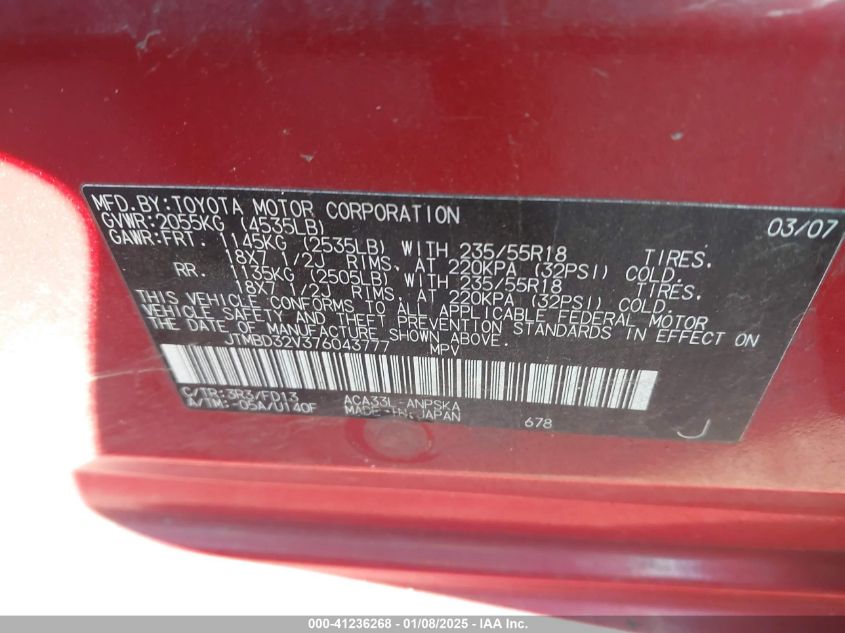 MFD.BY:TOYOTA MOTOR CORPORATION 03/07
GVWR:2055KG (4535LB)
GAWR:FRT. 1145KG (2535LB) WITH 235/55R18 TIRES.
18X7 1/2J RIMS. AT 220KPA (32PSI) COLD.
RR. 1135KG (2505LB) WITH 235/55R18 TIRES.
18X7 1/2J RIMS. AT 220KPA (32PSI) COLD.
THIS VEHICLE CONFORMS TO ALL APPLICABLE FEDERAL MOTOR
VEHICLE SAFETY AND THEFT PREVENTION STANDARDS IN EFFECT ON
THE DATE OF MANUFACTURE SHOWN ABOVE.
JTMBD32V376043777 MPV
C/TR:3R3/FD13 ACA33L-ANPSKA
A/TM:-05A/U140F MADE IN JAPAN 678 J
000-41236268 - 01/08/2025 - IAA, Inc.